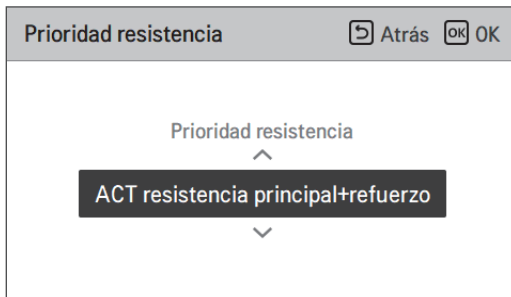 Prioridad resistencia Atrás OK OK
Prioridad resistencia
ACT resistencia principal+refuerzo